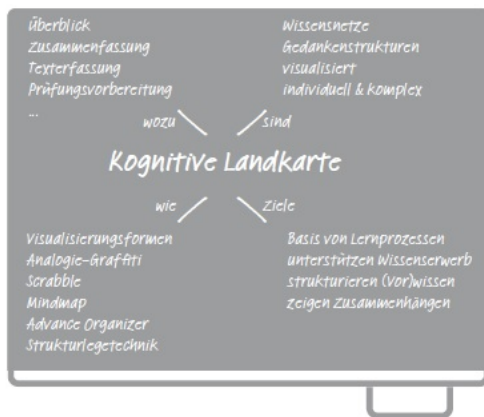 Überblick
Zusammenfassung
Texterfassung
Prüfungsvorbereitung
...
wozu
Wissensnetze
Gedankenstrukturen
visualisiert
individuell & komplex
sind
Kognitive Landkarte
wie
Visualisierungsformen
Analogie-Graffiti
Scrabble
Mindmap
Advance Organizer
Strukturlegetechnik
Ziele
Basis von Lernprozessen
unterstützen Wissenserwerb
strukturieren (Vor)wissen
zeigen Zusammenhängen